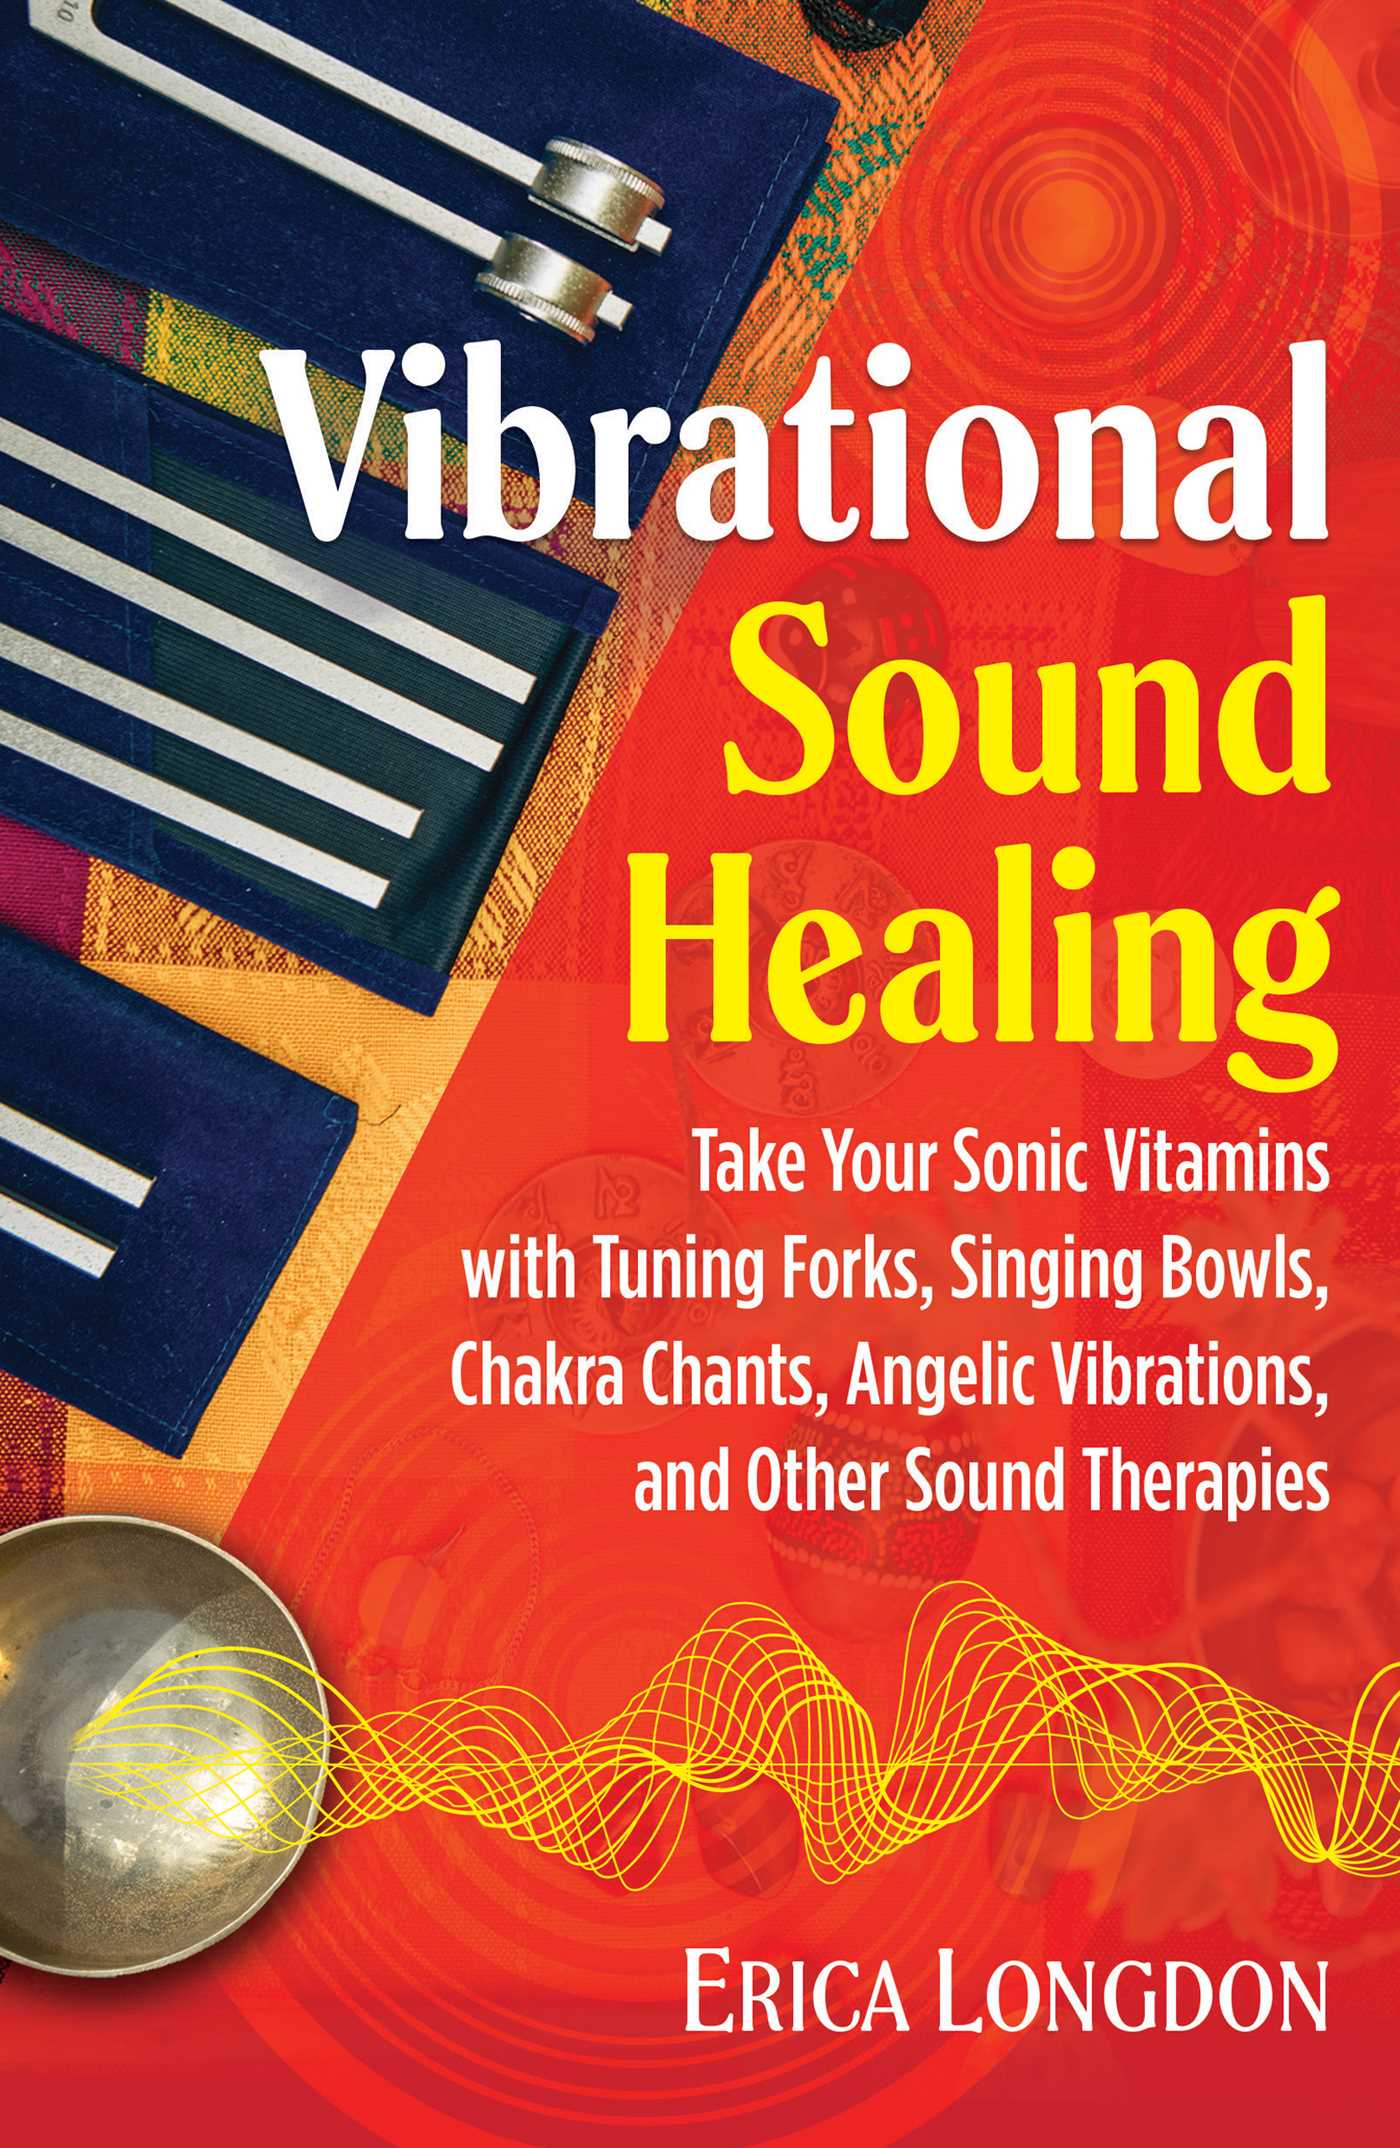 10
Vibrational
Sound
Healing
Take Your Sonic Vitamins
with Tuning Forks, Singing Bowls,
Chakra Chants, Angelic Vibrations,
and Other Sound Therapies
ERICA LONGDON